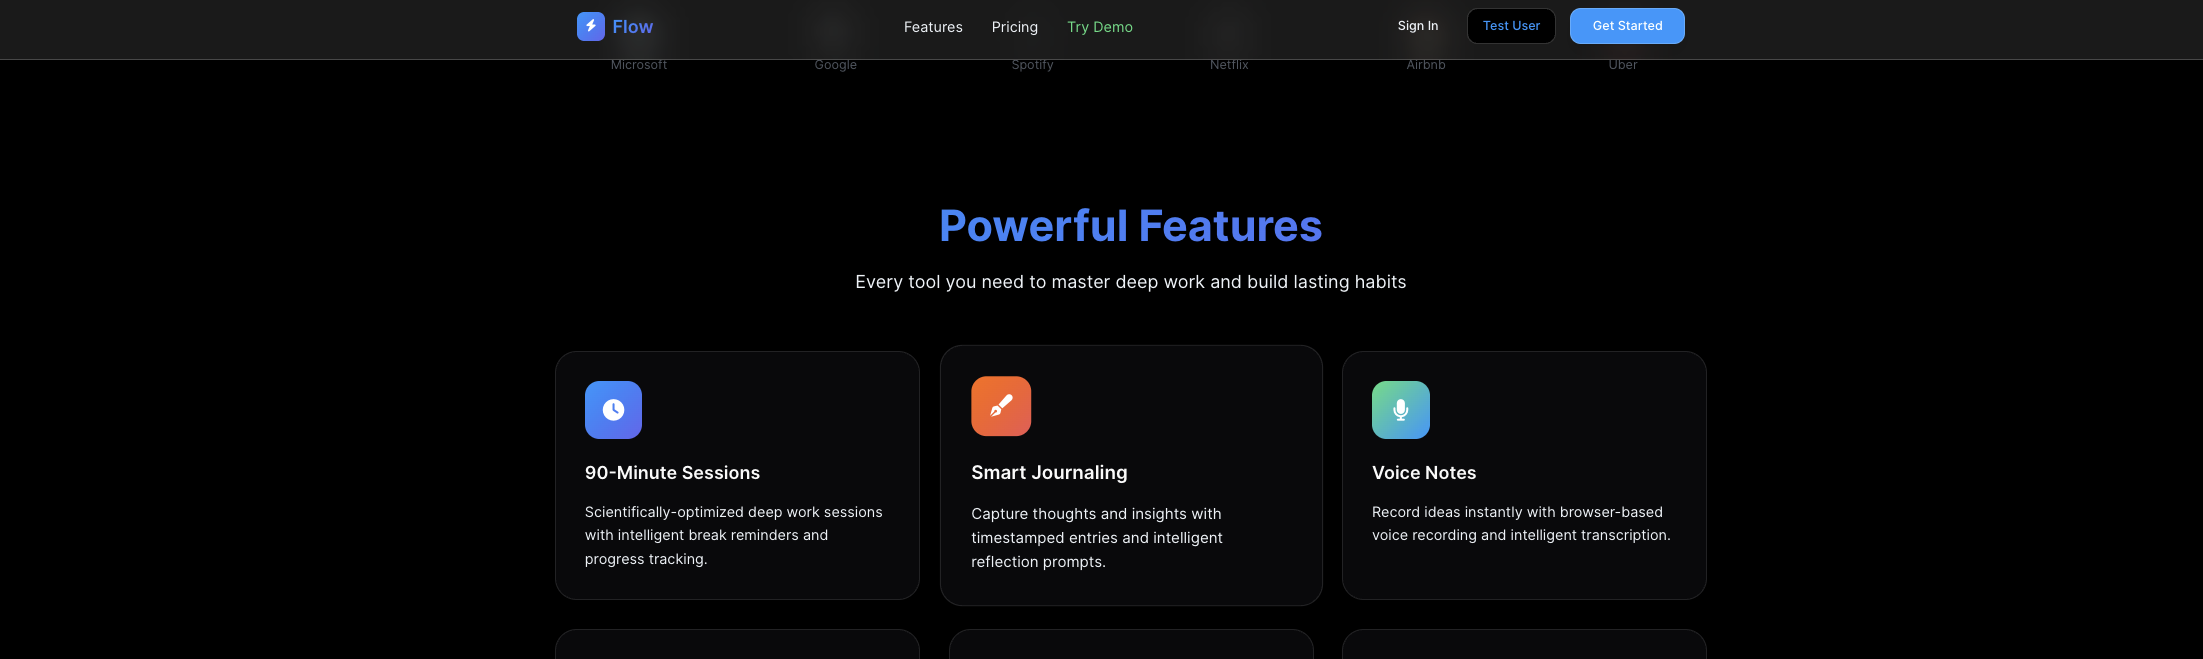 Flow
Features Pricing Try Demo
Sign In Test User Get Started
Microsoft Google Spotify Netflix Airbnb Uber
Powerful Features
Every tool you need to master deep work and build lasting habits
90-Minute Sessions
Scientifically-optimized deep work sessions
with intelligent break reminders and
progress tracking.
Smart Journaling
Capture thoughts and insights with
timestamped entries and intelligent
reflection prompts.
Voice Notes
Record ideas instantly with browser-based
voice recording and intelligent transcription.